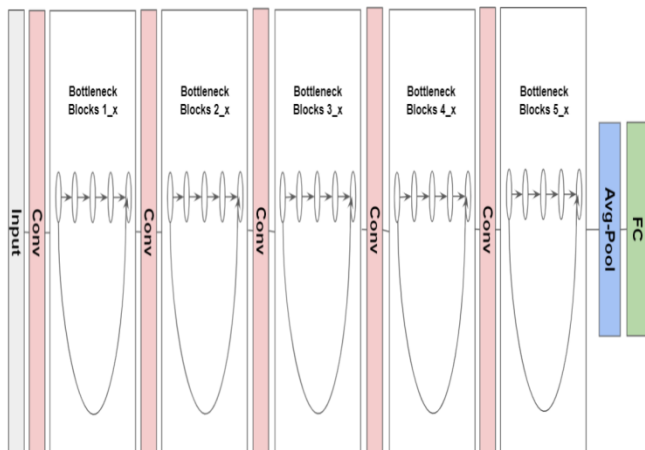 Input
Conv
Bottleneck
Blocks 1_x
Conv
Bottleneck
Blocks 2_x
Conv
Bottleneck
Blocks 3_x
Conv
Bottleneck
Blocks 4_x
Conv
Bottleneck
Blocks 5_x
Avg-Pool
FC